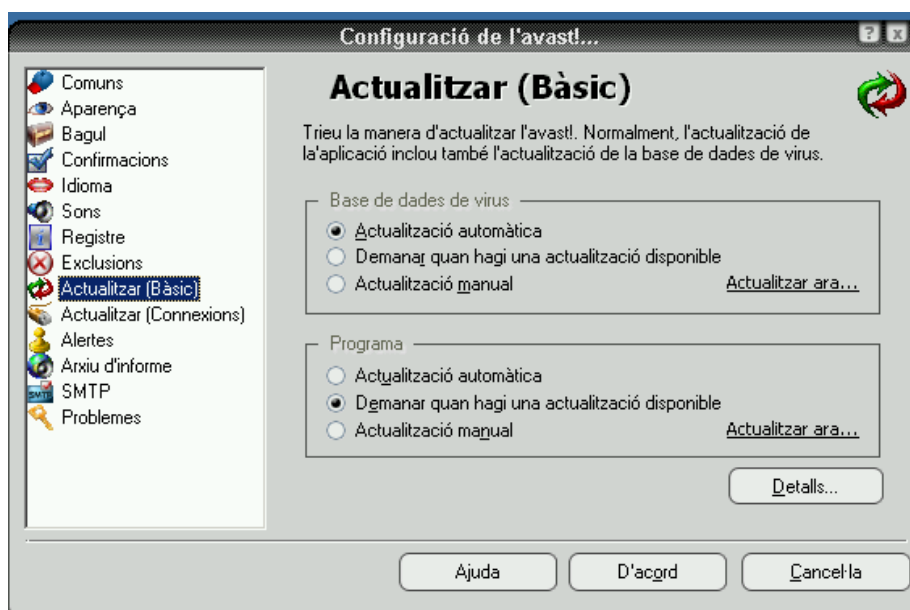 Configuració de l'avast!...
Comuns
Aparença
Bagul
Confirmacions
Idioma
Sons
Registre
Exclusions
Actualitzar (Bàsic)
Actualitzar (Connexions)
Alertes
Arxiu d'informe
SMTP
Problemes
Actualitzar (Bàsic)
Trieu la manera d'actualitzar l'avast!. Normalment, l'actualització de
la'aplicació inclou també l'actualització de la base de dades de virus.
Base de dades de virus
Actualització automàtica
Demanar quan hagi una actualització disponible
Actualització manual
Actualitzar ara...
Programa
Actualització automàtica
Demanar quan hagi una actualització disponible
Actualització manual
Actualitzar ara...
Detalls...
Ajuda
D'acord
Cancel·la